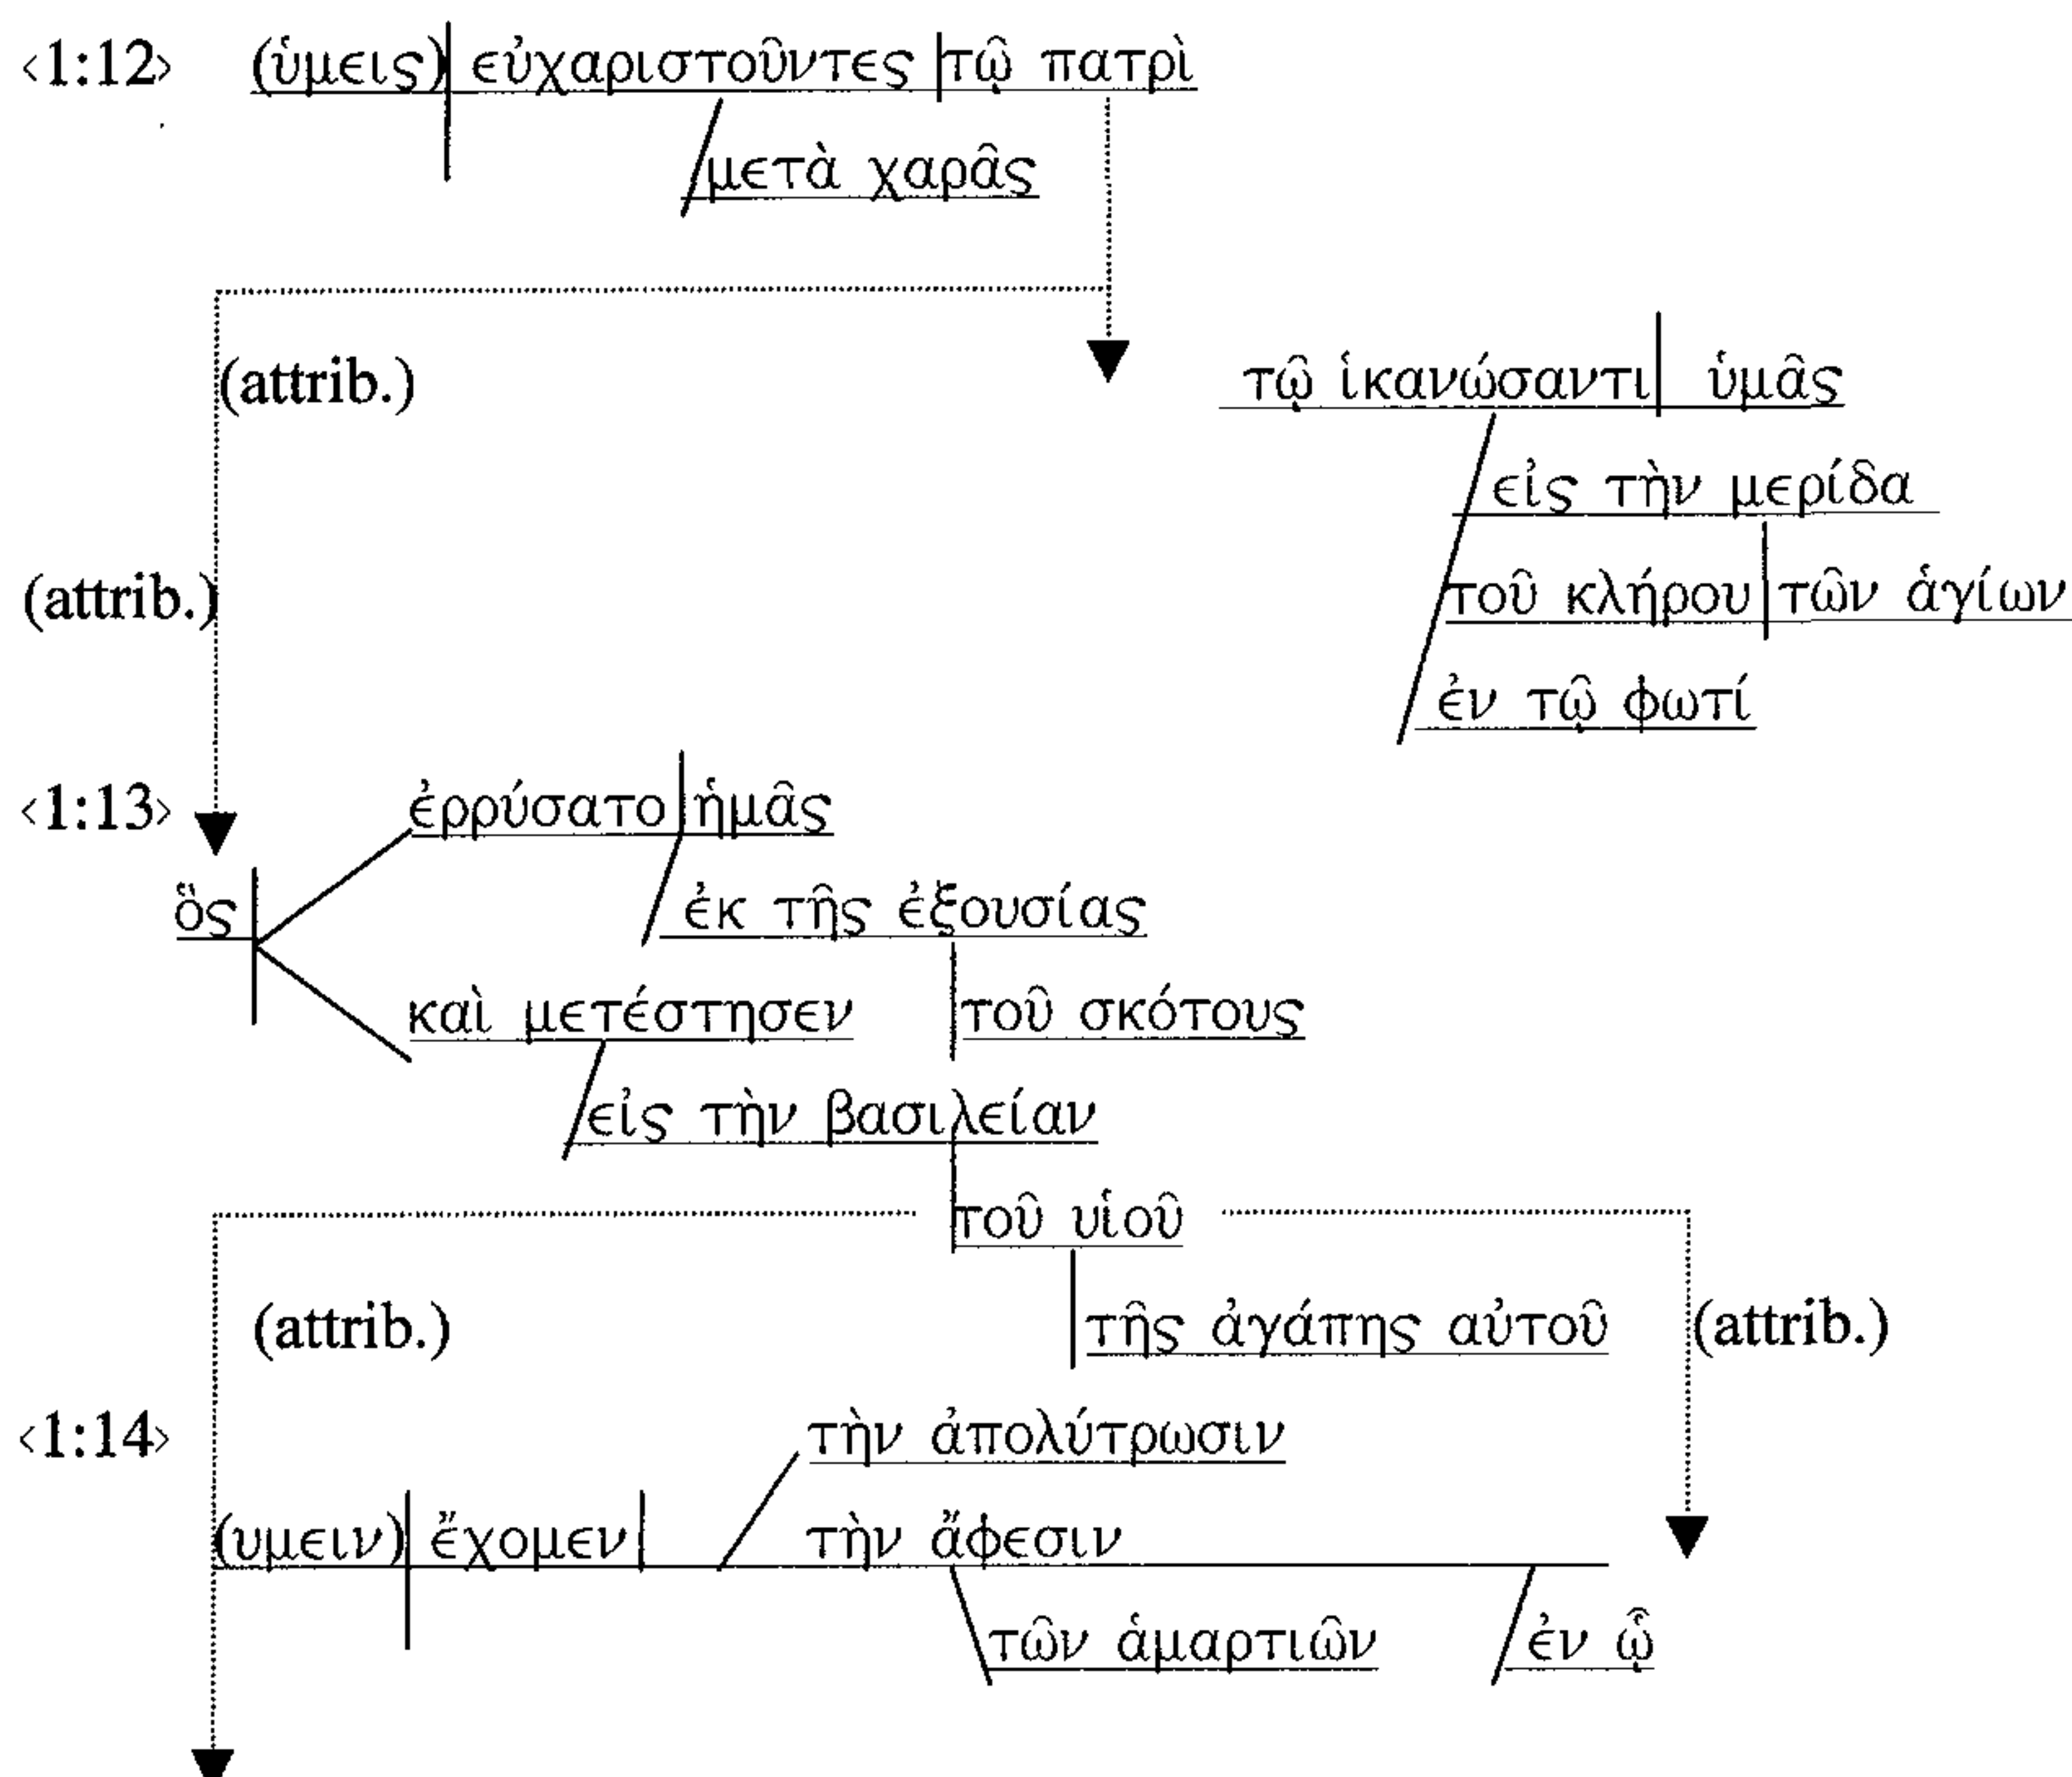 ‹1:12› (ὑμεις) εὐχαριστοῦντες τῷ πατρὶ
μετὰ χαρᾶς
(attrib.) τῷ ἱκανώσαντι ὑμᾶς
εἰς τὴν μερίδα
(attrib.) τοῦ κλήρου τῶν ἁγίων
ἐν τῷ φωτί
‹1:13› ἐρρύσατο ἡμᾶς
ὅς ἐκ τῆς ἐξουσίας
καὶ μετέστησεν τοῦ σκότους
εἰς τὴν βασιλείαν
τοῦ υἱοῦ
(attrib.) τῆς ἀγάπης αὐτοῦ (attrib.)
‹1:14› τὴν ἀπολύτρωσιν
(υμειν) ἔχομεν τὴν ἄφεσιν
τῶν ἁμαρτιῶν ἐν ᾧ